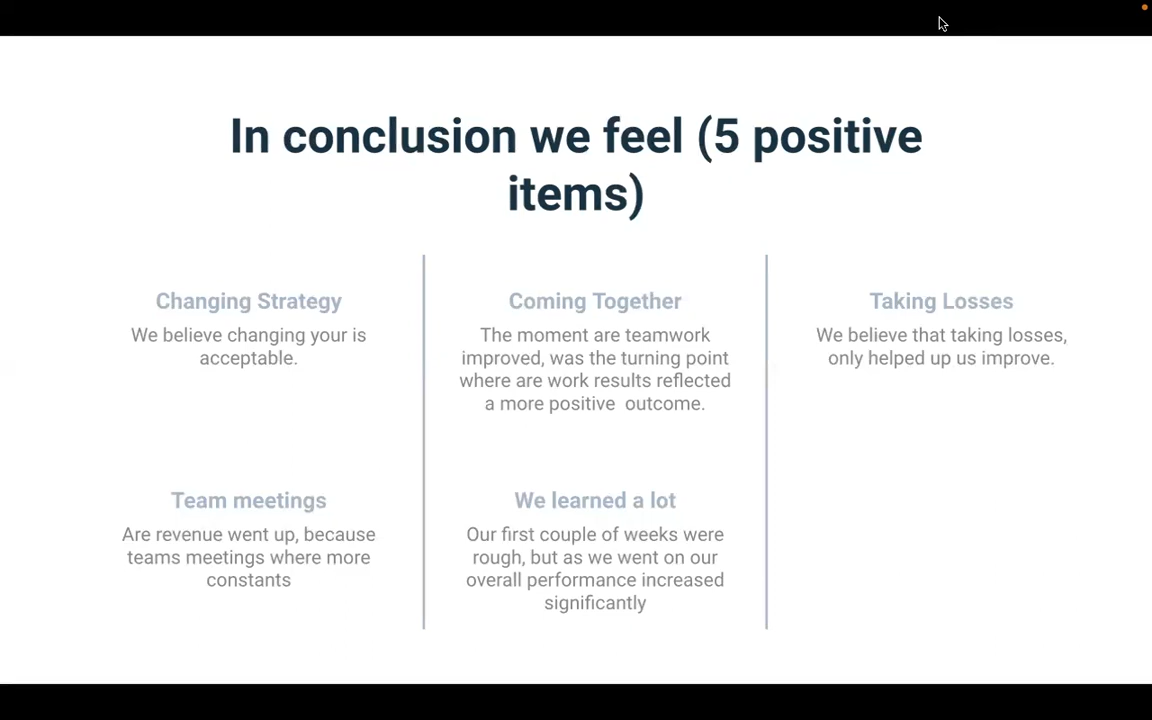 In conclusion we feel (5 positive
items)
Changing Strategy
We believe changing your is
acceptable.
Coming Together
The moment are teamwork
improved, was the turning point
where are work results reflected
a more positive  outcome.
Taking Losses
We believe that taking losses,
only helped up us improve.
Team meetings
Are revenue went up, because
teams meetings where more
constants
We learned a lot
Our first couple of weeks were
rough, but as we went on our
overall performance increased
significantly